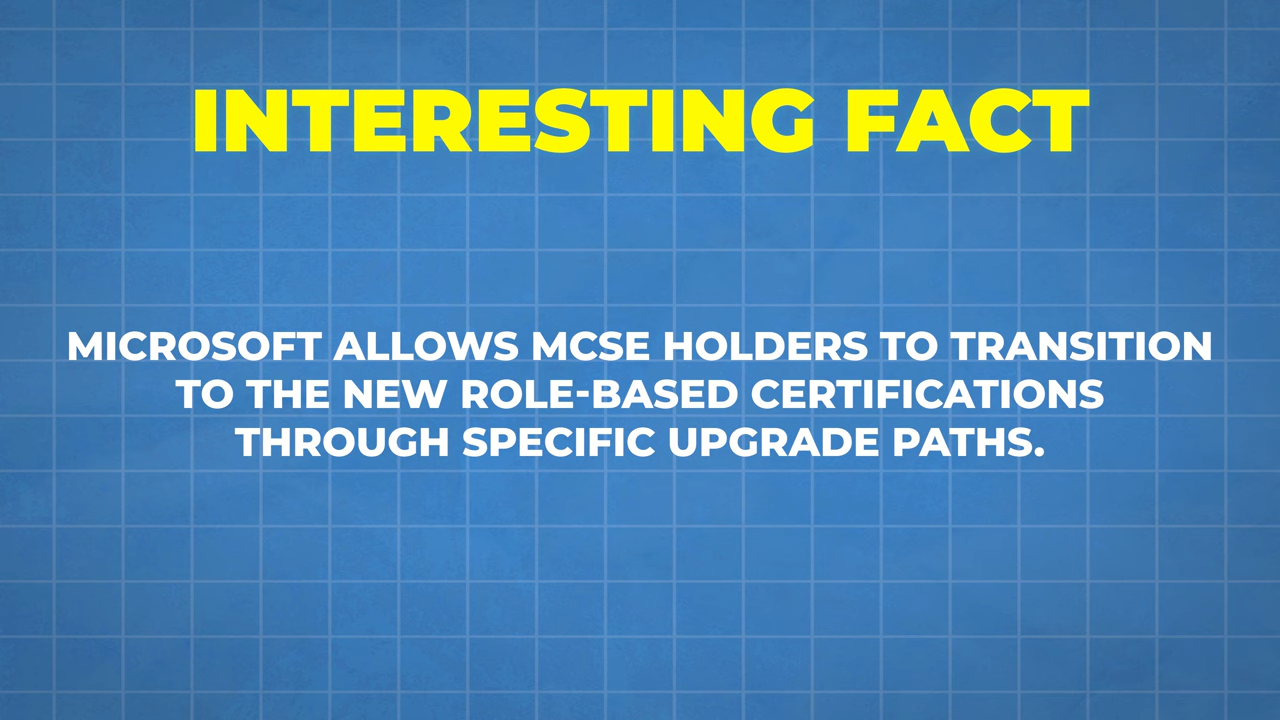 INTERESTING FACT
MICROSOFT ALLOWS MCSE HOLDERS TO TRANSITION
TO THE NEW ROLE-BASED CERTIFICATIONS
THROUGH SPECIFIC UPGRADE PATHS.